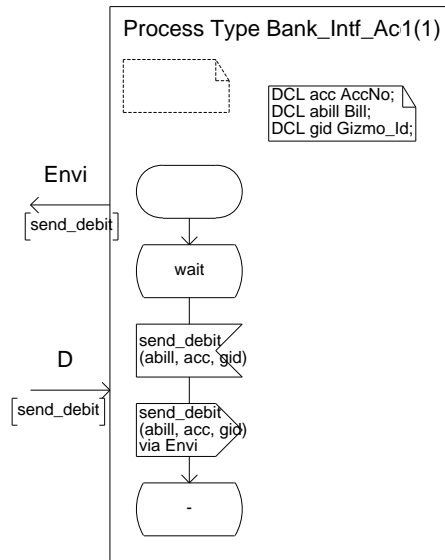 Process Type Bank_Intf_Ac1(1)
DCL acc AccNo;
DCL abill Bill;
DCL gid Gizmo_Id;
Envi
send_debit
wait
send_debit
(abill, acc, gid)
D
send_debit
send_debit
(abill, acc, gid)
via Envi
-